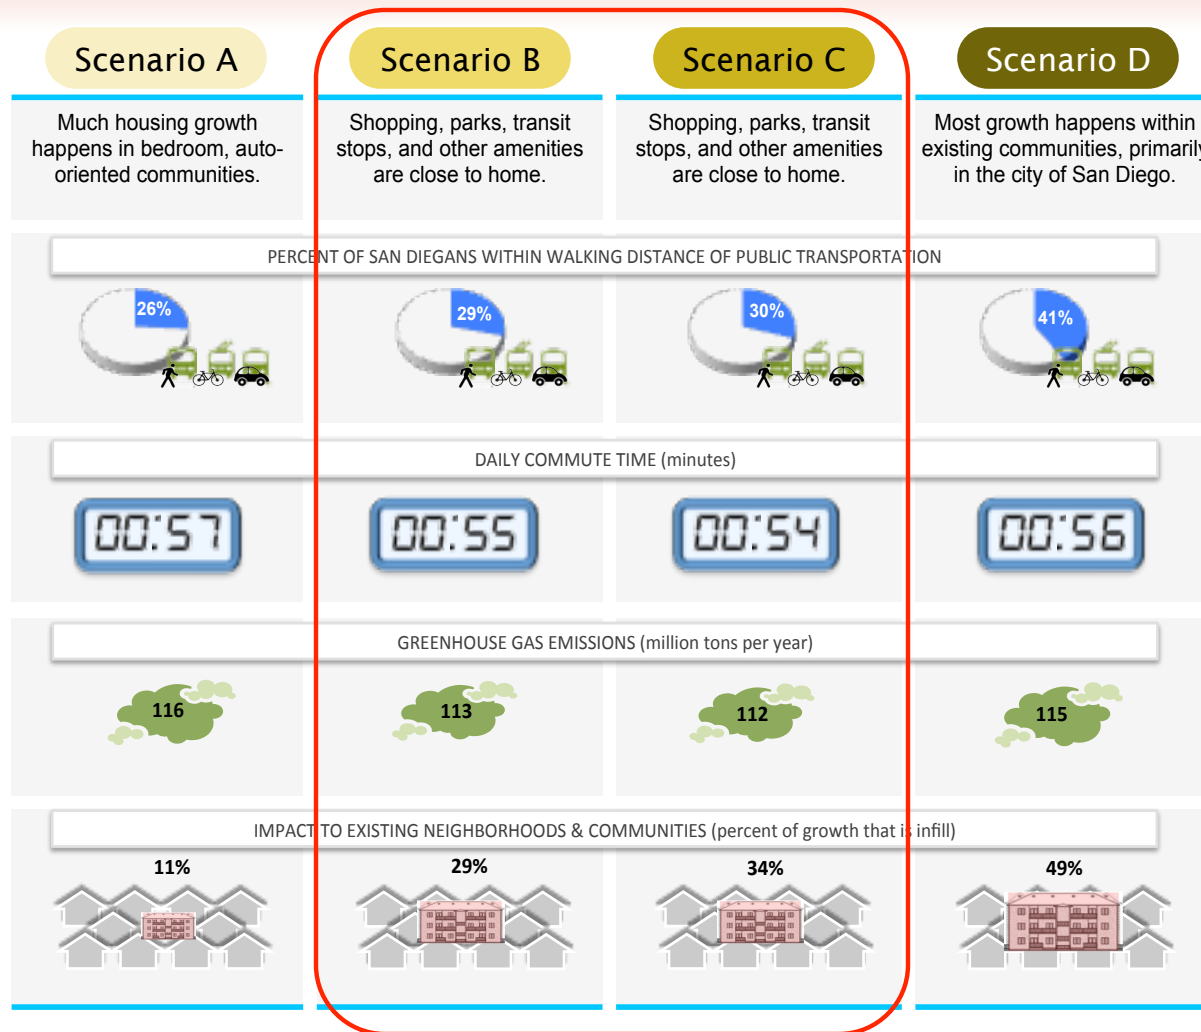 Scenario A
Scenario B
Scenario C
Scenario D
Much housing growth
happens in bedroom, auto-
oriented communities.
Shopping, parks, transit
stops, and other amenities
are close to home.
Shopping, parks, transit
stops, and other amenities
are close to home.
Most growth happens within
existing communities, primarily
in the city of San Diego.
PERCENT OF SAN DIEGANS WITHIN WALKING DISTANCE OF PUBLIC TRANSPORTATION
26%
29%
30%
41%
DAILY COMMUTE TIME (minutes)
00:57
00:55
00:54
00:56
GREENHOUSE GAS EMISSIONS (million tons per year)
116
113
112
115
IMPACT TO EXISTING NEIGHBORHOODS & COMMUNITIES (percent of growth that is infill)
11%
29%
34%
49%